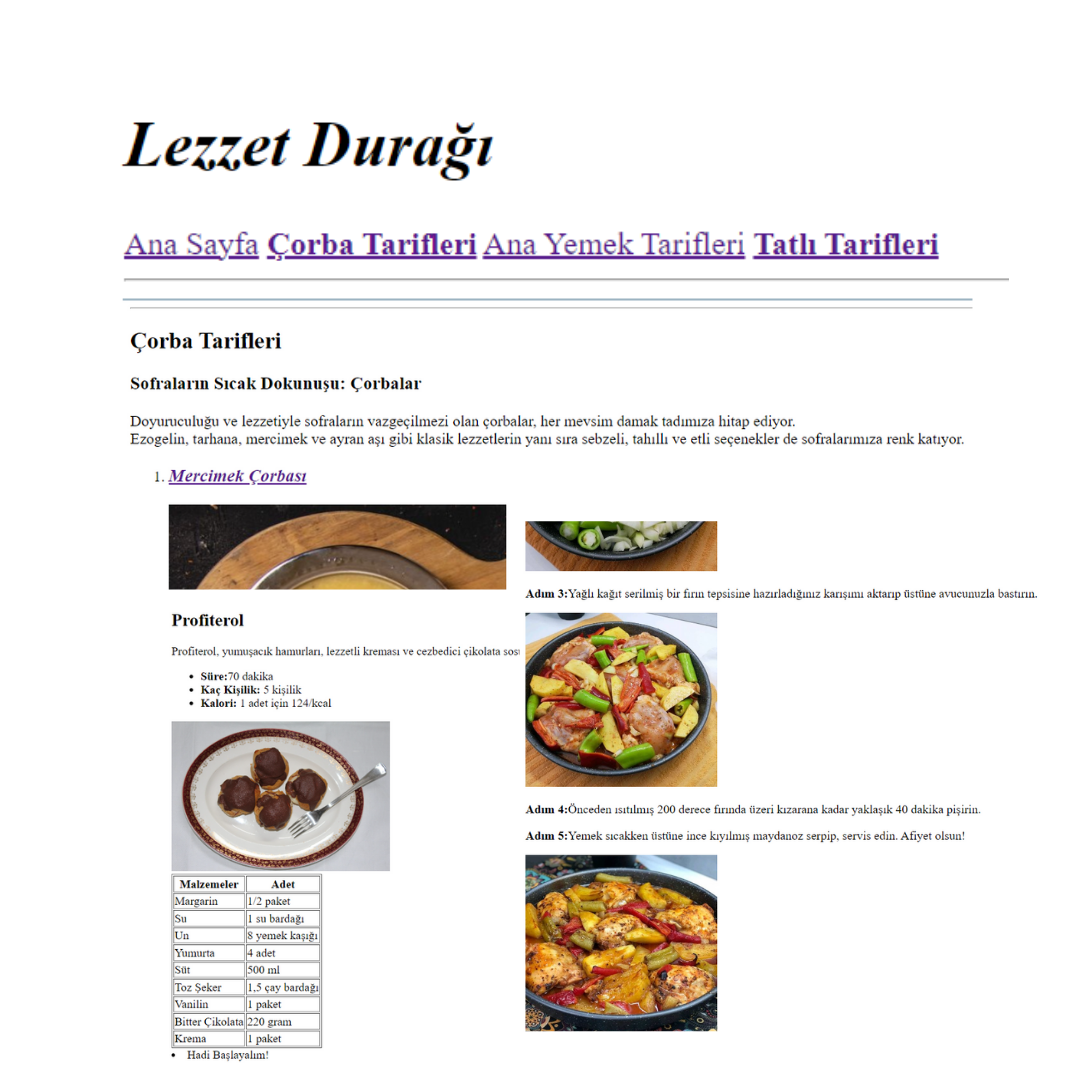 Lezzet Durağı
Ana Sayfa Çorba Tarifleri Ana Yemek Tarifleri Tatlı Tarifleri
Çorba Tarifleri
Sofraların Sıcak Dokunuşu: Çorbalar
Doyuruculuğu ve lezzetiyle sofraların vazgeçilmezi olan çorbalar, her mevsim damak tadımıza hitap ediyor.
Ezogelin, tarhana, mercimek ve ayran aşı gibi klasik lezzetlerin yanı sıra sebzeli, tahıllı ve etli seçenekler de sofralarımıza renk katıyor.
1. Mercimek Çorbası
Profiterol
Profiterol, yumuşacık hamurları, lezzetli kreması ve cezbedici çikolata
• Süre:70 dakika
• Kaç Kişilik: 5 kişilik
• Kalori: 1 adet için 124/kcal
Malzemeler Adet
Margarin 1/2 paket
Su 1 su bardağı
Un 8 yemek kaşığı
Yumurta 4 adet
Süt 500 ml
Toz Şeker 1,5 çay bardağı
Vanilin 1 paket
Bitter Çikolata 220 gram
Krema 1 paket
• Hadi Başlayalım!
Adım 3:Yağlı kağıt serilmiş bir fırın tepsisine hazırladığınız karışımı aktarıp üstüne avucunuzla bastırın.
Adım 4:Önceden ısıtılmış 200 derece fırında üzeri kızarana kadar yaklaşık 40 dakika pişirin.
Adım 5:Yemek sıcakken üstüne ince kıyılmış maydanoz serpip, servis edin. Afiyet olsun!